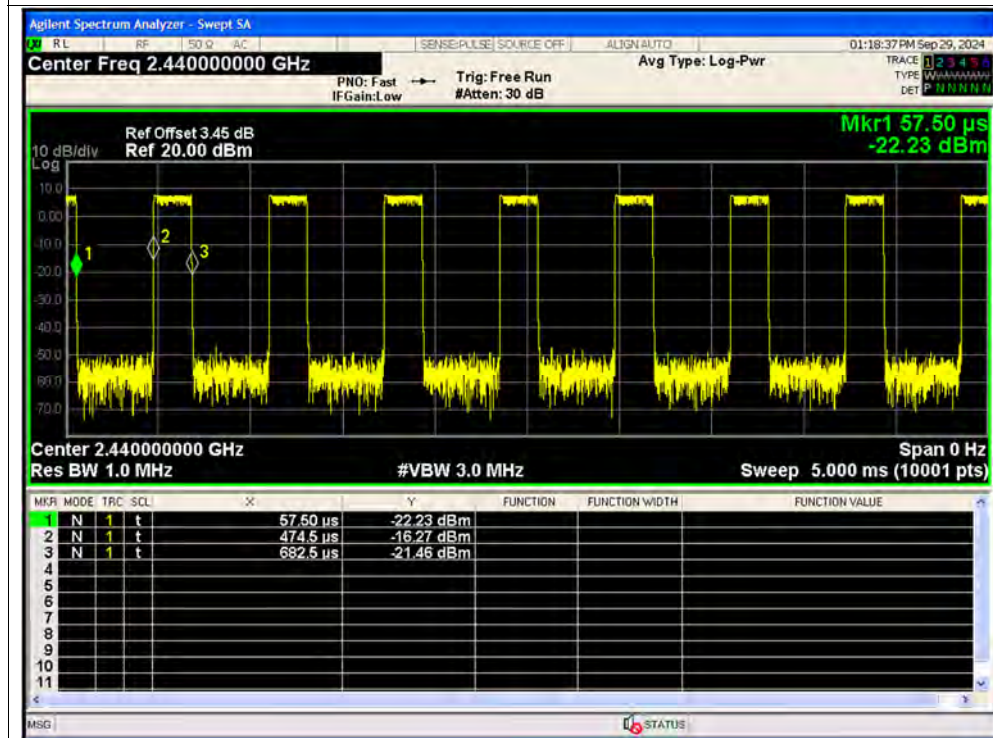 Agilent Spectrum Analyzer - Swept SA
RL RF 50 Ω AC SENSE:PULSE SOURCE OFF ALIGN AUTO 01:18:37 PM Sep 29, 2024
Center Freq 2.440000000 GHz Avg Type: Log-Pwr TRACE 1 2 3 4 5 6
PNO: Fast Trig: Free Run TYPE W
IFGain:Low #Atten: 30 dB DET P N N N N N
Mkr1 57.50 µs
Ref Offset 3.45 dB
10 dB/div Ref 20.00 dBm -22.23 dBm
Log
10.0
0.00
-10.0
-20.0
-30.0
-40.0
-50.0
-60.0
-70.0
1
2
3
Center 2.440000000 GHz Span 0 Hz
Res BW 1.0 MHz #VBW 3.0 MHz Sweep 5.000 ms (10001 pts)
MKR MODE TRC SCL X Y FUNCTION FUNCTION WIDTH FUNCTION VALUE
1 N 1 t 57.50 µs -22.23 dBm
2 N 1 t 474.5 µs -16.27 dBm
3 N 1 t 682.5 µs -21.46 dBm
4
5
6
7
8
9
10
11
MSG STATUS